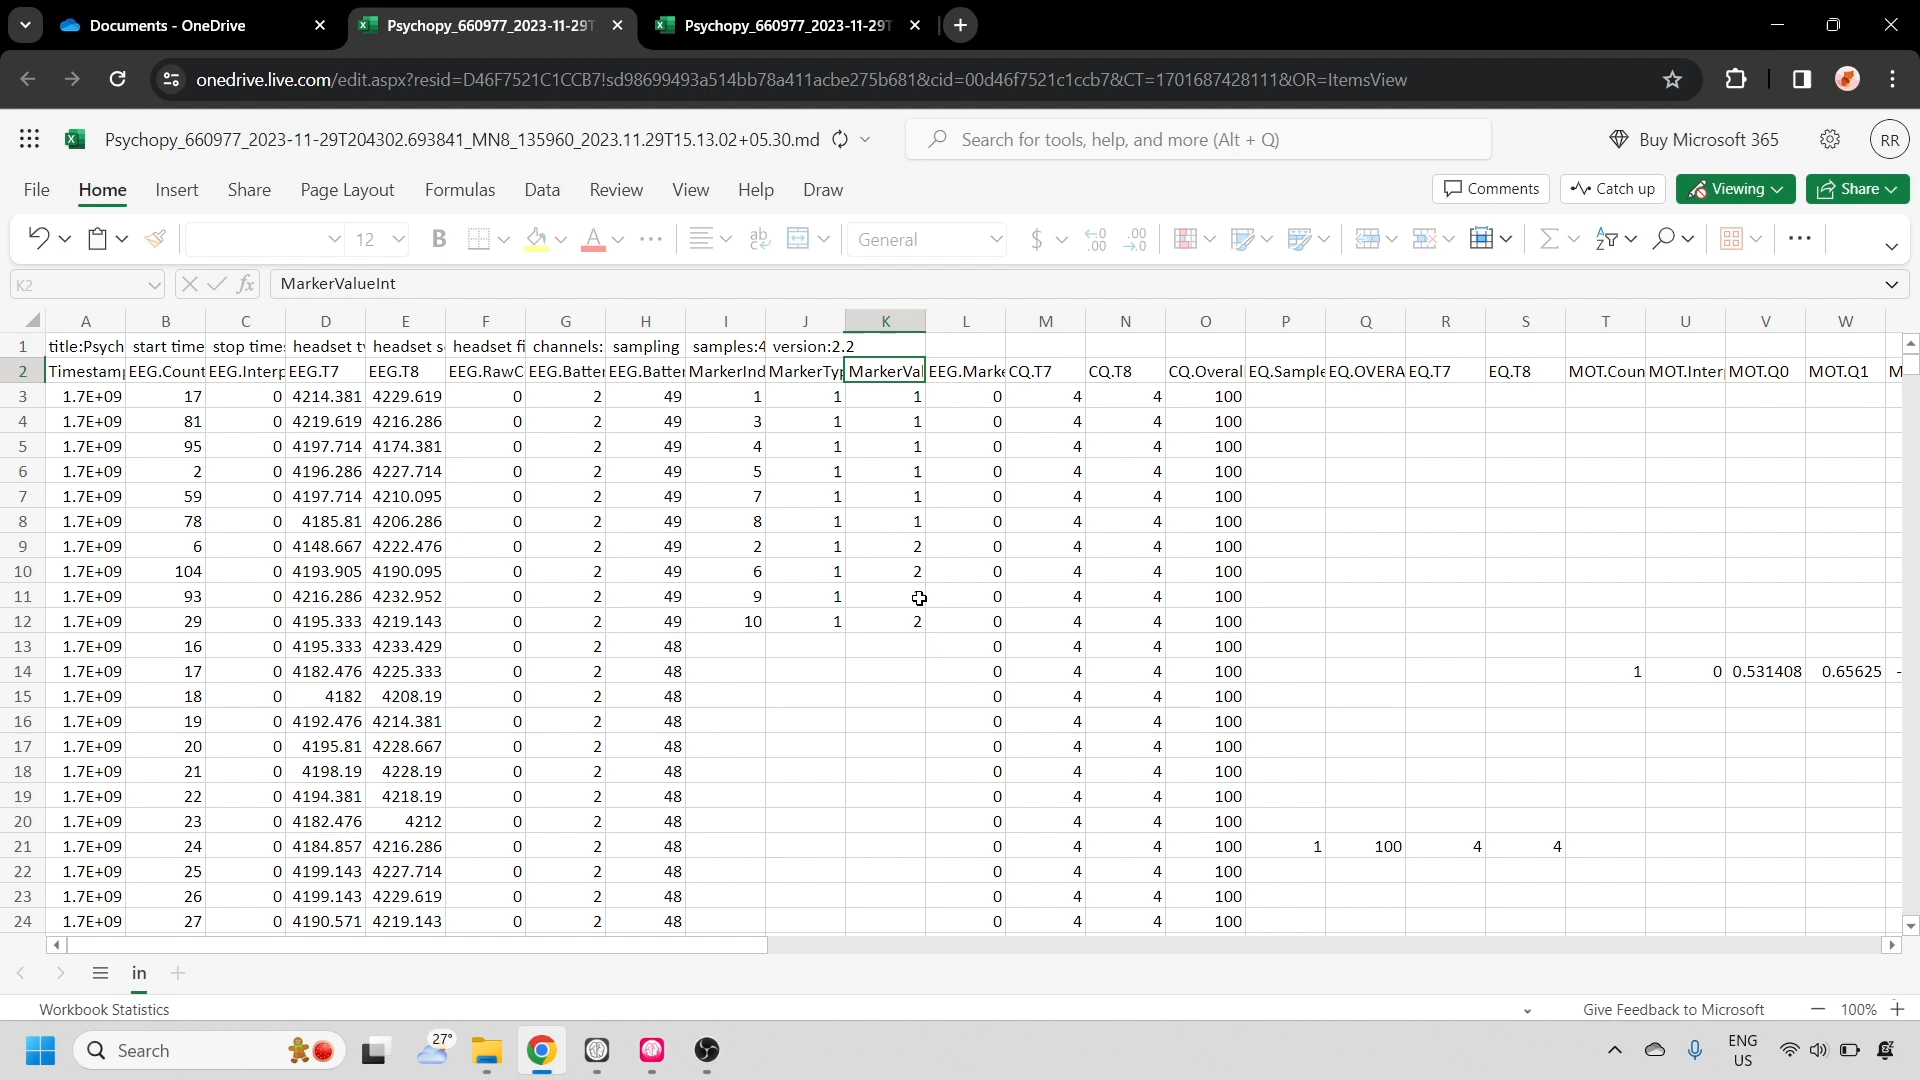 Documents - OneDrive
Psychopy_660977_2023-11-29T
Psychopy_660977_2023-11-29T
onedrive.live.com/edit.aspx?resid=D46F7521C1CCB7!sd98699493a514bb78a411acbe275b681&cid=00d46f7521c1ccb7&CT=1701687428111&OR=ItemsView
Psychopy_660977_2023-11-29T204302.693841_MN8_135960_2023.11.29T15.13.02+05.30.md
Search for tools, help, and more (Alt + Q)
Buy Microsoft 365
RR
File Home Insert Share Page Layout Formulas Data Review View Help Draw
Comments Catch up Viewing Share
12 General
K2 fx MarkerValueInt
A B C D E F G H I J K L M N O P Q R S T U V W
1 title:Psych start time stop time: headset ty headset se headset fi channels: sampling samples:4 version:2.2
2 Timestamp EEG.Count EEG.Interp EEG.T7 EEG.T8 EEG.RawC EEG.Batter EEG.Batter MarkerInd MarkerTyp MarkerVal EEG.Marke CQ.T7 CQ.T8 CQ.Overal EQ.Sample EQ.OVERA EQ.T7 EQ.T8 MOT.Coun MOT.Inter MOT.Q0 MOT.Q1 M
3 1.7E+09 17 0 4214.381 4229.619 0 2 49 1 1 1 0 4 4 100
4 1.7E+09 81 0 4219.619 4216.286 0 2 49 3 1 1 0 4 4 100
5 1.7E+09 95 0 4197.714 4174.381 0 2 49 4 1 1 0 4 4 100
6 1.7E+09 2 0 4196.286 4227.714 0 2 49 5 1 1 0 4 4 100
7 1.7E+09 59 0 4197.714 4210.095 0 2 49 7 1 1 0 4 4 100
8 1.7E+09 78 0 4185.81 4206.286 0 2 49 8 1 1 0 4 4 100
9 1.7E+09 6 0 4148.667 4222.476 0 2 49 2 1 2 0 4 4 100
10 1.7E+09 104 0 4193.905 4190.095 0 2 49 6 1 2 0 4 4 100
11 1.7E+09 93 0 4216.286 4232.952 0 2 49 9 1 0 4 4 100
12 1.7E+09 29 0 4195.333 4219.143 0 2 49 10 1 2 0 4 4 100
13 1.7E+09 16 0 4195.333 4233.429 0 2 48 0 4 4 100
14 1.7E+09 17 0 4182.476 4225.333 0 2 48 0 4 4 100 1 0 0.531408 0.65625 -
15 1.7E+09 18 0 4182 4208.19 0 2 48 0 4 4 100
16 1.7E+09 19 0 4192.476 4214.381 0 2 48 0 4 4 100
17 1.7E+09 20 0 4195.81 4228.667 0 2 48 0 4 4 100
18 1.7E+09 21 0 4198.19 4228.19 0 2 48 0 4 4 100
19 1.7E+09 22 0 4194.381 4218.19 0 2 48 0 4 4 100
20 1.7E+09 23 0 4182.476 4212 0 2 48 0 4 4 100
21 1.7E+09 24 0 4184.857 4216.286 0 2 48 0 4 4 100 1 100 4 4
22 1.7E+09 25 0 4199.143 4227.714 0 2 48 0 4 4 100
23 1.7E+09 26 0 4199.143 4229.619 0 2 48 0 4 4 100
24 1.7E+09 27 0 4190.571 4219.143 0 2 48 0 4 4 100
in
Workbook Statistics Give Feedback to Microsoft 100%
Search 27° ENG
US